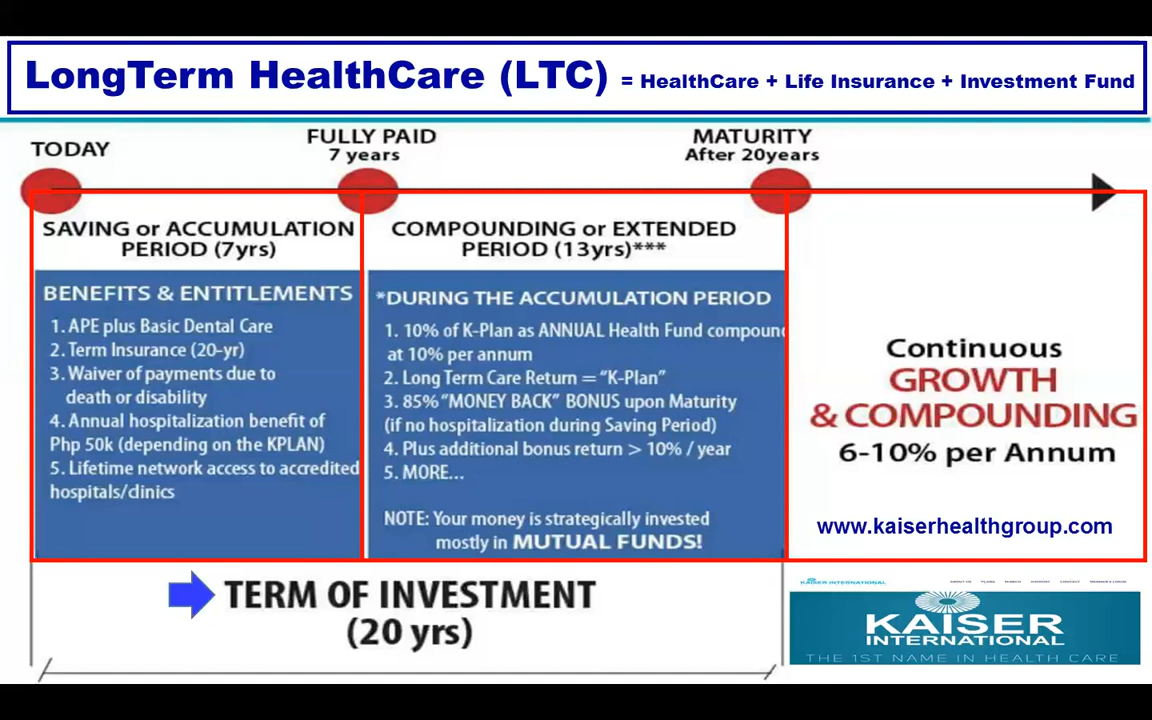 LongTerm HealthCare (LTC) = HealthCare + Life Insurance + Investment Fund
TODAY
FULLY PAID
7 years
MATURITY
After 20years
SAVING or ACCUMULATION
PERIOD (7yrs)
BENEFITS & ENTITLEMENTS
1. APE plus Basic Dental Care
2. Term Insurance (20-yr)
3. Waiver of payments due to
death or disability
4. Annual hospitalization benefit of
Php 50k (depending on the KPLAN)
5. Lifetime network access to accredited
hospitals/clinics
COMPOUNDING or EXTENDED
PERIOD (13yrs)***
*DURING THE ACCUMULATION PERIOD
1. 10% of K-Plan as ANNUAL Health Fund compound
at 10% per annum
2. Long Term Care Return = "K-Plan"
3. 85% "MONEY BACK" BONUS upon Maturity
(if no hospitalization during Saving Period)
4. Plus additional bonus return > 10% / year
5. MORE...
NOTE: Your money is strategically invested
mostly in MUTUAL FUNDS!
Continuous
GROWTH
& COMPOUNDING
6-10% per Annum
www.kaiserhealthgroup.com
TERM OF INVESTMENT
(20 yrs)
KAISER INTERNATIONAL
KAISER
INTERNATIONAL
THE 1ST NAME IN HEALTH CARE